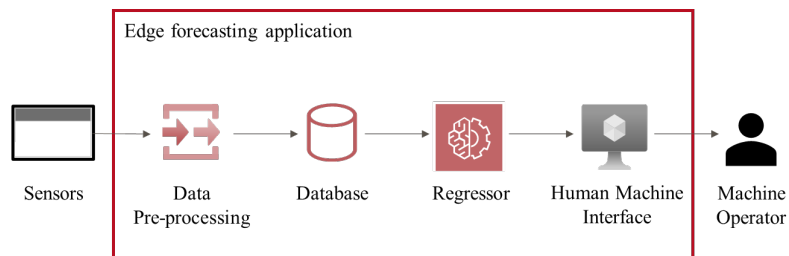 Edge forecasting application
Sensors
Data
Pre-processing
Database
Regressor
Human Machine
Interface
Machine
Operator